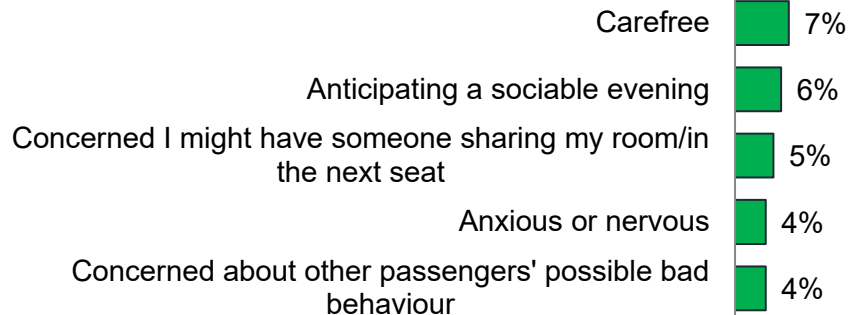 Carefree 7%
Anticipating a sociable evening 6%
Concerned I might have someone sharing my room/in
the next seat 5%
Anxious or nervous 4%
Concerned about other passengers' possible bad
behaviour 4%